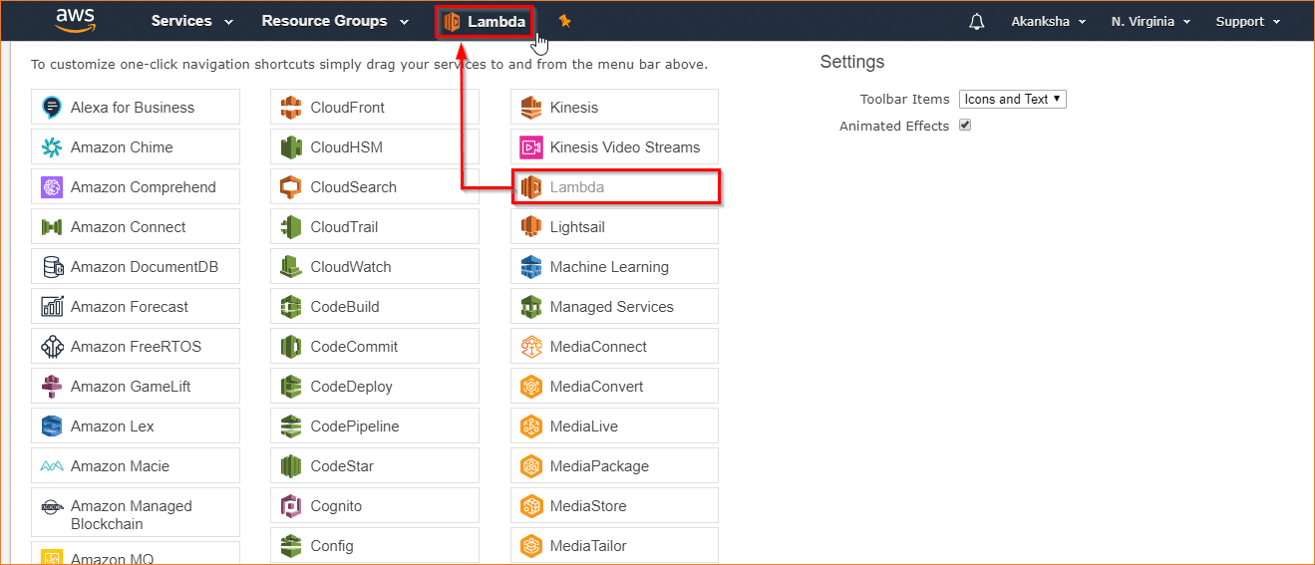 aws Services Resource Groups Lambda Akanksha N. Virginia Support
To customize one-click navigation shortcuts simply drag your services to and from the menu bar above.
Settings
Toolbar Items Icons and Text
Animated Effects
Alexa for Business
Amazon Chime
Amazon Comprehend
Amazon Connect
Amazon DocumentDB
Amazon Forecast
Amazon FreeRTOS
Amazon GameLift
Amazon Lex
Amazon Macie
Amazon Managed
Blockchain
Amazon MQ
CloudFront
CloudHSM
CloudSearch
CloudTrail
CloudWatch
CodeBuild
CodeCommit
CodeDeploy
CodePipeline
CodeStar
Cognito
Config
Kinesis
Kinesis Video Streams
Lambda
Lightsail
Machine Learning
Managed Services
MediaConnect
MediaConvert
MediaLive
MediaPackage
MediaStore
MediaTailor